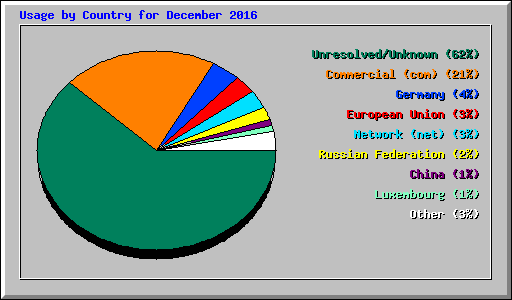 Usage by Country for December 2016
Unresolved/Unknown (62%)
Commercial (com) (21%)
Germany (4%)
European Union (3%)
Network (net) (3%)
Russian Federation (2%)
China (1%)
Luxembourg (1%)
Other (3%)